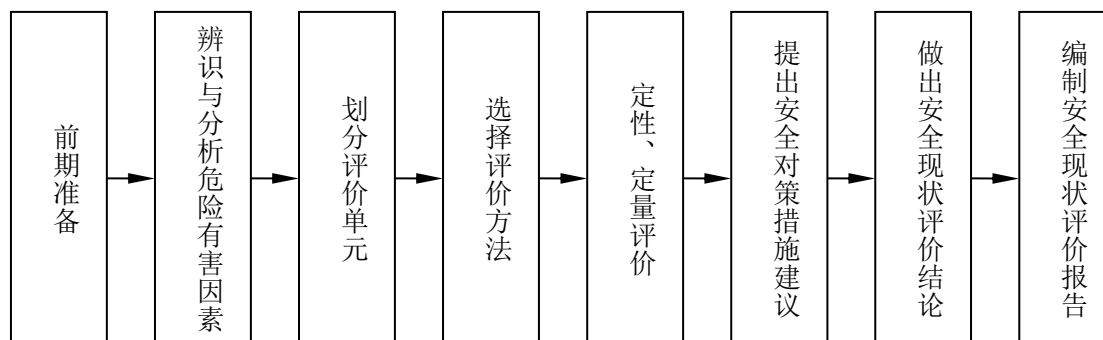 前期准备
辨识与分析危险有害因素
划分评价单元
选择评价方法
定性、定量评价
提出安全对策措施建议
做出安全现状评价结论
编制安全现状评价报告